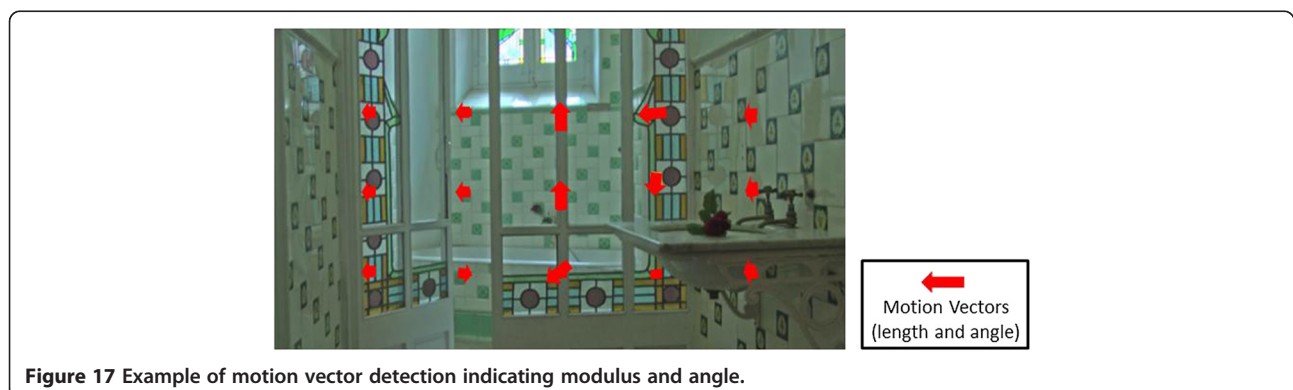 Motion Vectors
(length and angle)
Figure 17 Example of motion vector detection indicating modulus and angle.